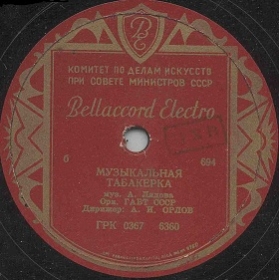 КОМИТЕТ ПО ДЕЛАМ ИСКУССТВ
ПРИ СОВЕТЕ МИНИСТРОВ СССР
Bellaccord Electro
6 694
МУЗЫКАЛЬНАЯ
ТАБАКЕРКА
муз. А. Лядова
Орк. ГАБТ СССР
Дирижер: А. И. ОРЛОВ
ГРК 0367 6360